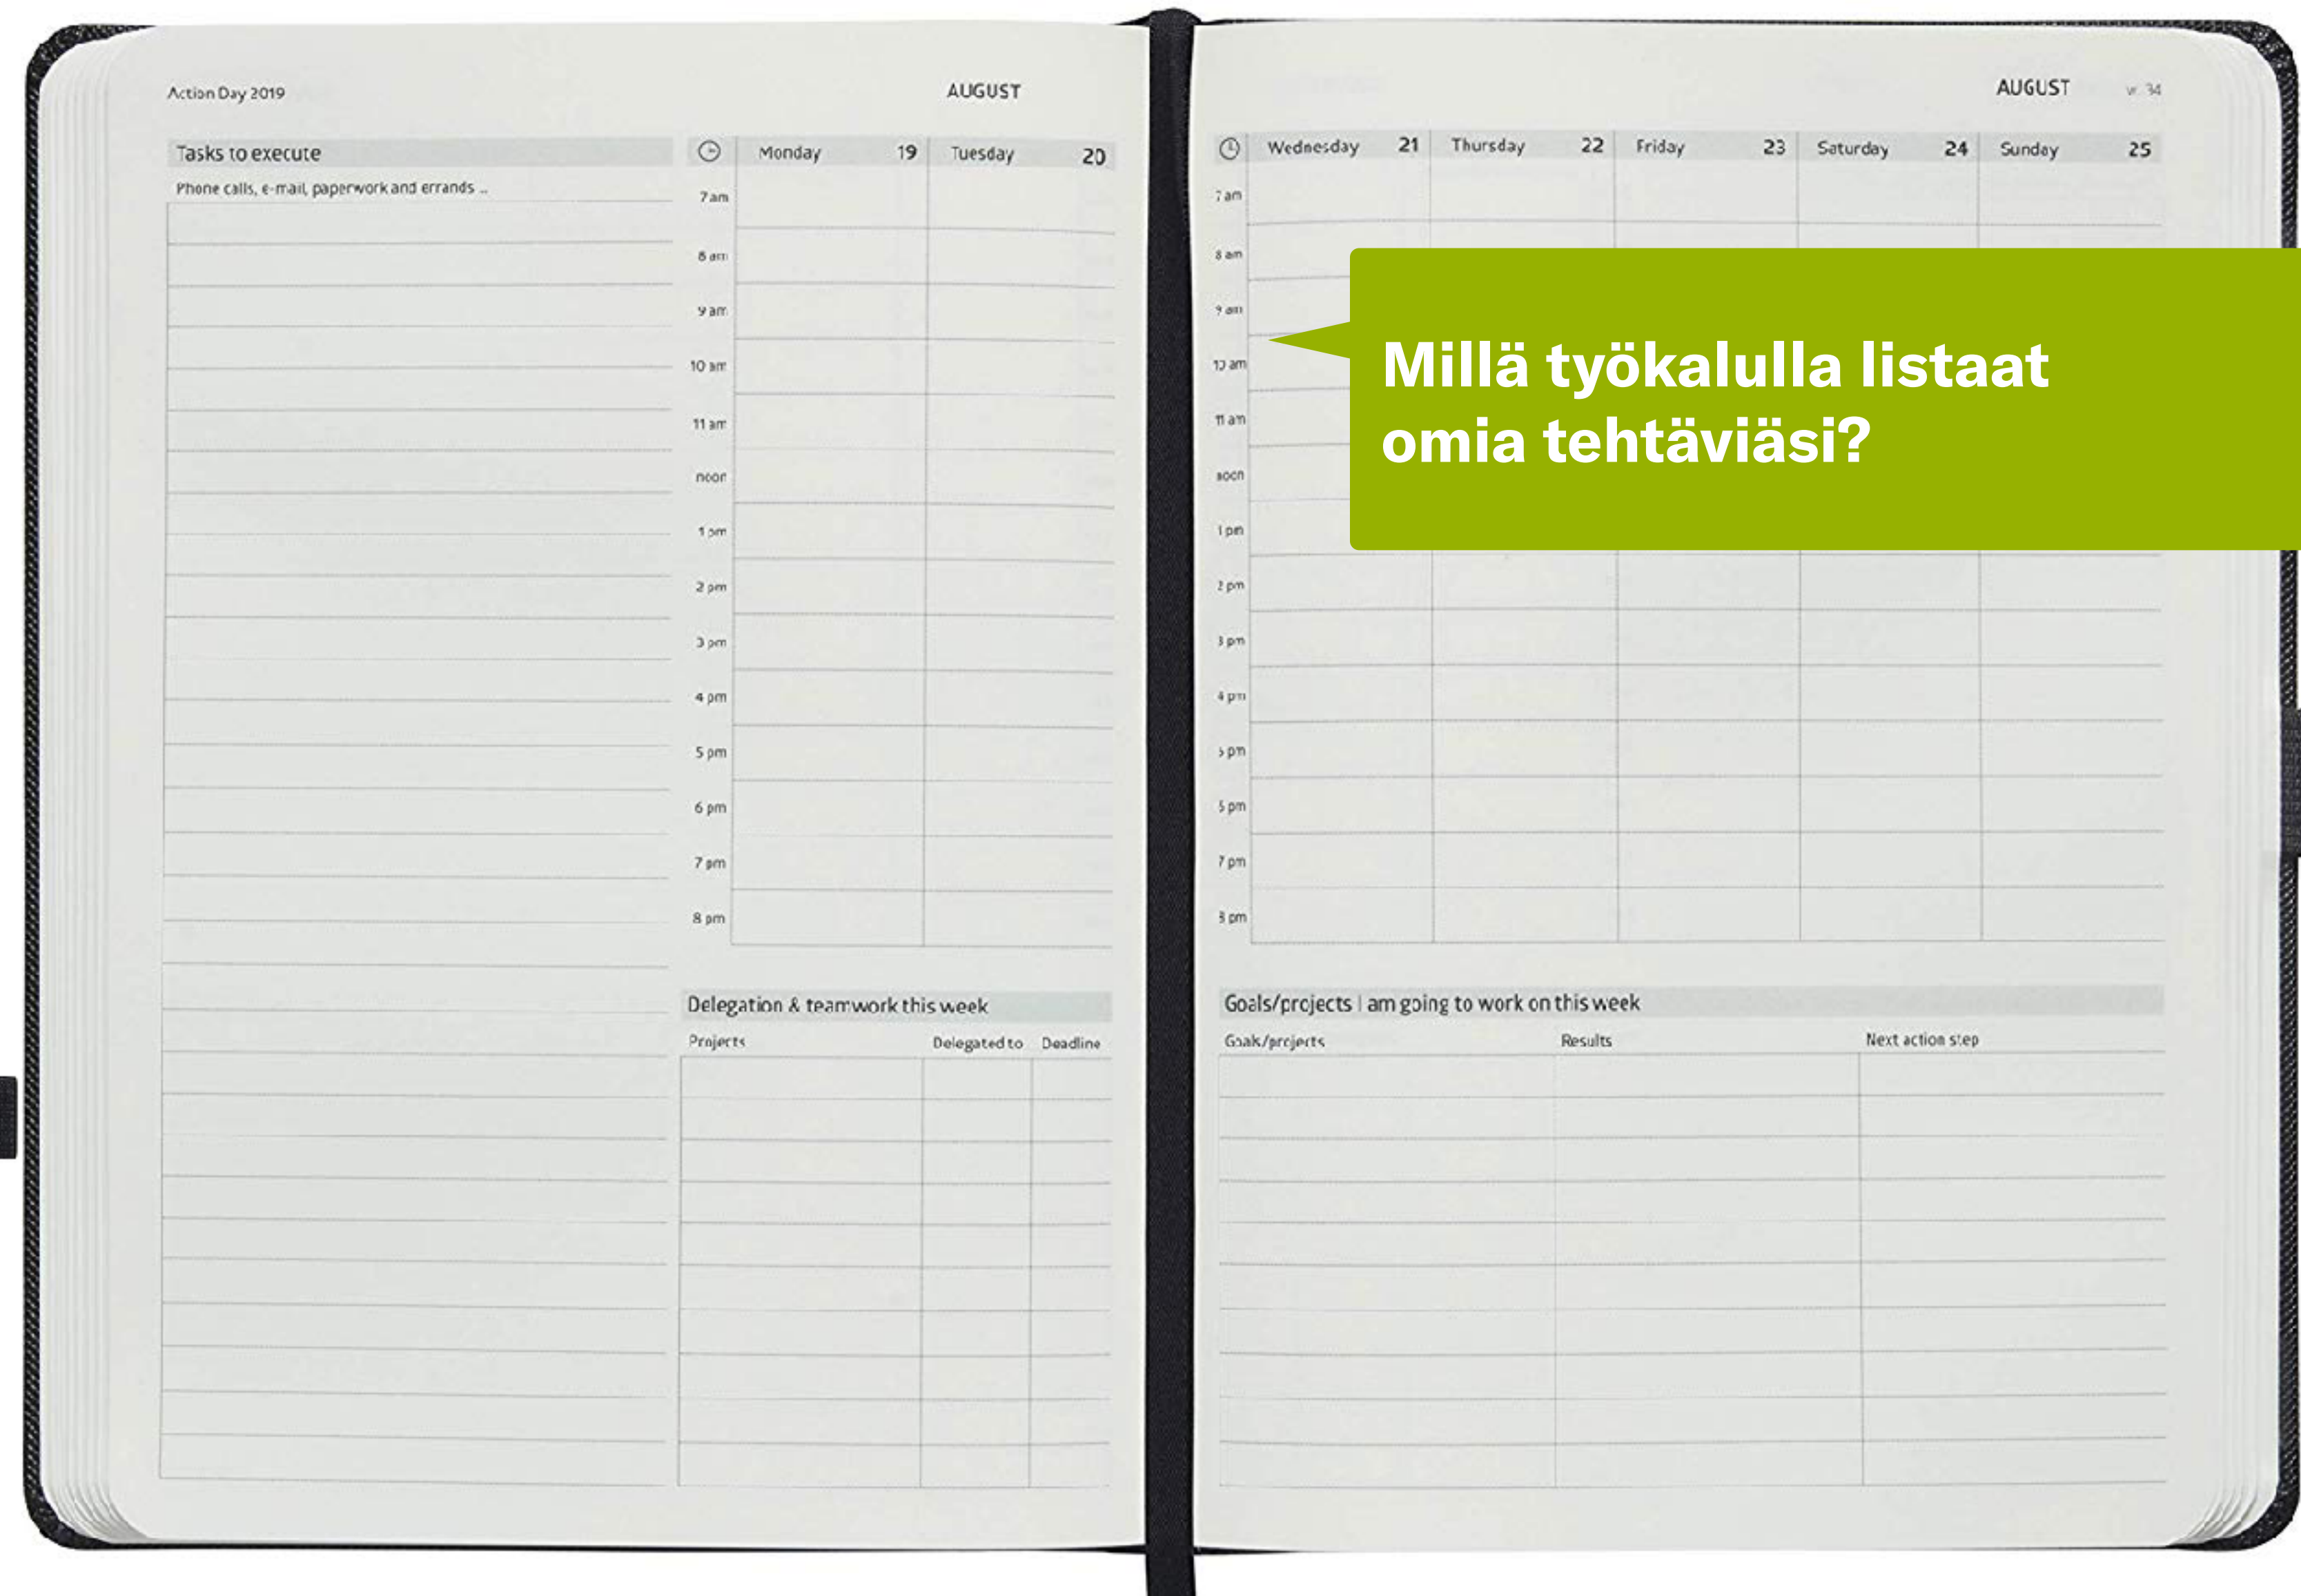 Action Day 2019
AUGUST
Tasks to execute
Phone calls, e-mail, paperwork and errands ..
Monday 19 Tuesday 20
7 am
8 am
9 am
10 am
11 am
noon
1 pm
2 pm
3 pm
4 pm
5 pm
6 pm
7 pm
8 pm
Delegation & teamwork this week
Projects Delegated to Deadline
AUGUST w. 34
Wednesday 21 Thursday 22 Friday 23 Saturday 24 Sunday 25
7 am
8 am
9 am
10 am
11 am
noon
1 pm
2 pm
3 pm
4 pm
5 pm
6 pm
7 pm
8 pm
Millä työkalulla listaat
omia tehtäviäsi?
Goals/projects I am going to work on this week
Goals/projects Results Next action step